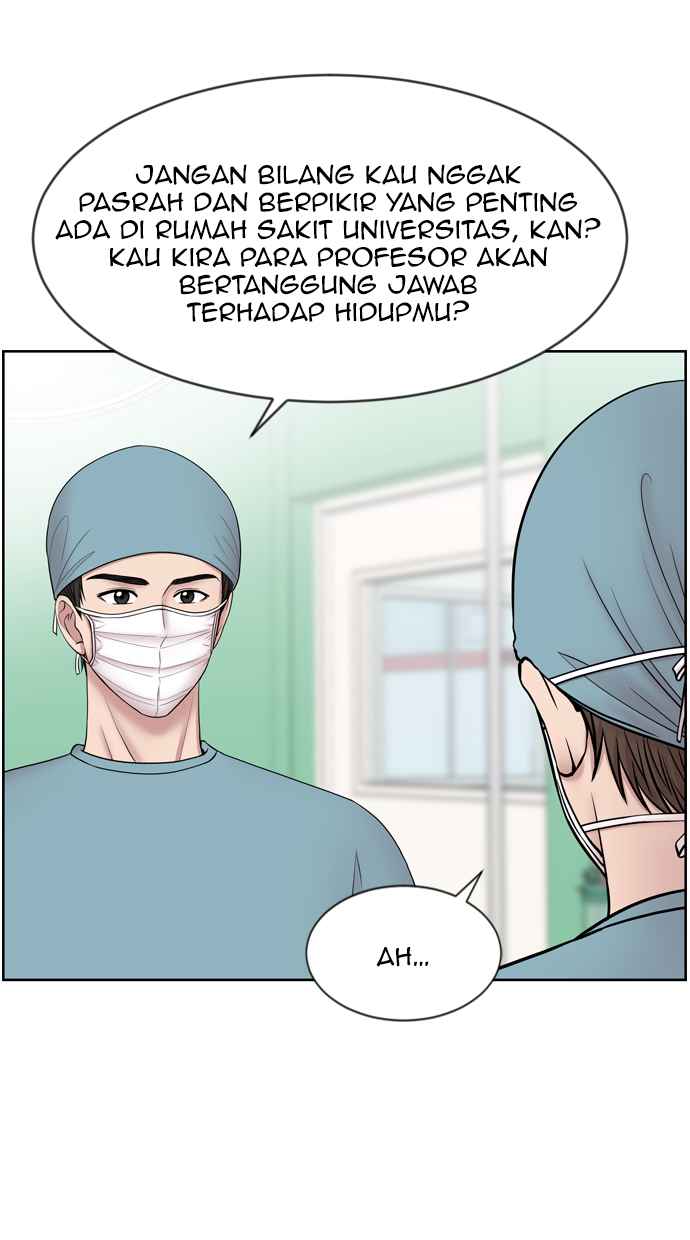 JANGAN BILANG KAU NGGAK
PASRAH DAN BERPIKIR YANG PENTING
ADA DI RUMAH SAKIT UNIVERSITAS, KAN?
KAU KIRA PARA PROFESOR AKAN
BERTANGGUNG JAWAB
TERHADAP HIDUPMU?
AH...